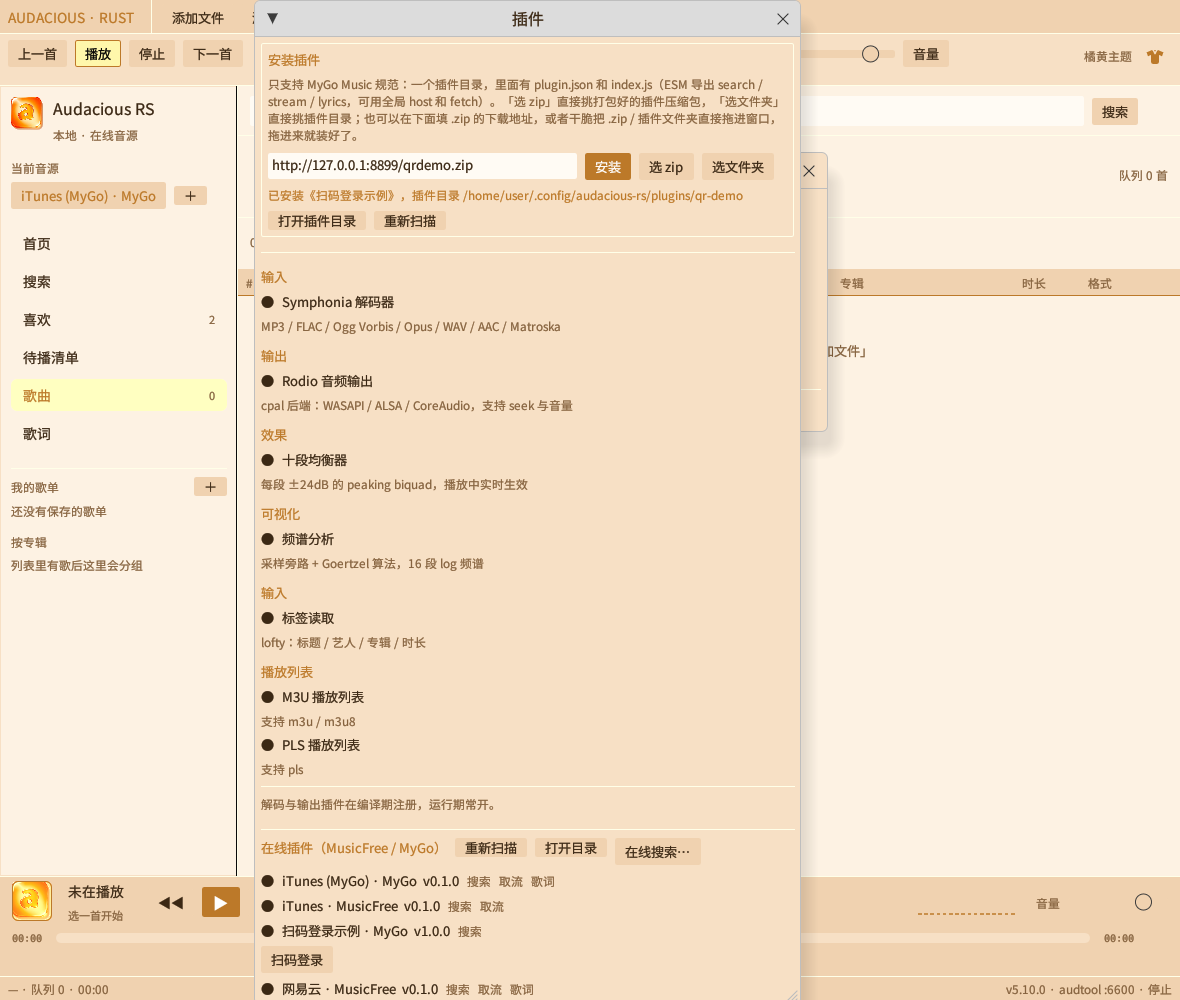 AUDACIOUS · RUST
添加文件
上一首 播放 停止 下一首
音量
橘黄主题
Audacious RS
本地 · 在线音源
当前音源
iTunes (MyGo) · MyGo +
首页
搜索
喜欢 2
待播清单
歌曲 0
歌词
我的歌单 +
还没有保存的歌单
按专辑
列表里有歌后这里会分组
插件
安装插件
只支持 MyGo Music 规范：一个插件目录，里面有 plugin.json 和 index.js（ESM 导出 search /
stream / lyrics，可用全局 host 和 fetch）。「选 zip」直接挑打包好的插件压缩包，「选文件夹」
直接挑插件目录；也可以在下面填 .zip 的下载地址，或者干脆把 .zip / 插件文件夹直接拖进窗口，
拖进来就装好了。
http://127.0.0.1:8899/qrdemo.zip 安装 选 zip 选文件夹
已安装《扫码登录示例》，插件目录 /home/user/.config/audacious-rs/plugins/qr-demo
打开插件目录 重新扫描
输入
Symphonia 解码器
MP3 / FLAC / Ogg Vorbis / Opus / WAV / AAC / Matroska
输出
Rodio 音频输出
cpal 后端：WASAPI / ALSA / CoreAudio，支持 seek 与音量
效果
十段均衡器
每段 ±24dB 的 peaking biquad，播放中实时生效
可视化
频谱分析
采样旁路 + Goertzel 算法，16 段 log 频谱
输入
标签读取
lofty：标题 / 艺人 / 专辑 / 时长
播放列表
M3U 播放列表
支持 m3u / m3u8
PLS 播放列表
支持 pls
解码与输出插件在编译期注册，运行期常开。
在线插件（MusicFree / MyGo） 重新扫描 打开目录 在线搜索…
iTunes (MyGo) · MyGo v0.1.0 搜索 取流 歌词
iTunes · MusicFree v0.1.0 搜索 取流
扫码登录示例 · MyGo v1.0.0 搜索
扫码登录
网易云 · MusicFree v0.1.0 搜索 取流 歌词
搜索
队列 0 首
# 专辑 时长 格式
加文件」
未在播放
选一首开始
00:00
音量
00:00
— · 队列 0 · 00:00
v5.10.0 · audtool :6600 · 停止